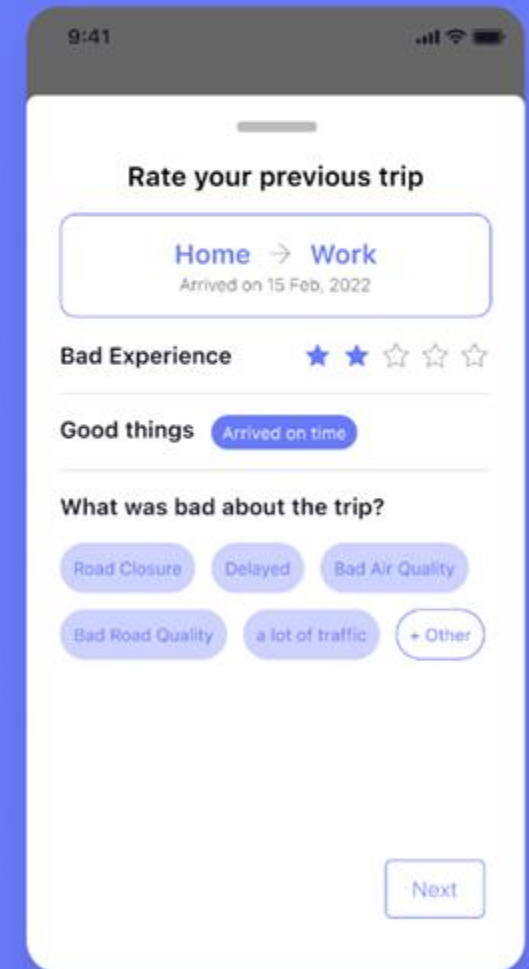 9:41
Rate your previous trip
Home → Work
Arrived on 15 Feb, 2022
Bad Experience
Good things Arrived on time
What was bad about the trip?
Road Closure Delayed Bad Air Quality
Bad Road Quality a lot of traffic + Other
Next